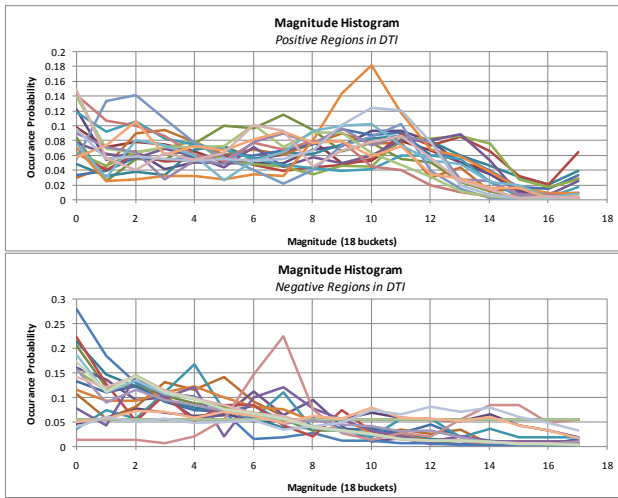 Magnitude Histogram
Positive Regions in DTI
Occurance Probability
0.2
0.18
0.16
0.14
0.12
0.1
0.08
0.06
0.04
0.02
0
0 2 4 6 8 10 12 14 16 18
Magnitude (18 buckets)
Magnitude Histogram
Negative Regions in DTI
Occurance Probability
0.3
0.25
0.2
0.15
0.1
0.05
0
0 2 4 6 8 10 12 14 16 18
Magnitude (18 buckets)